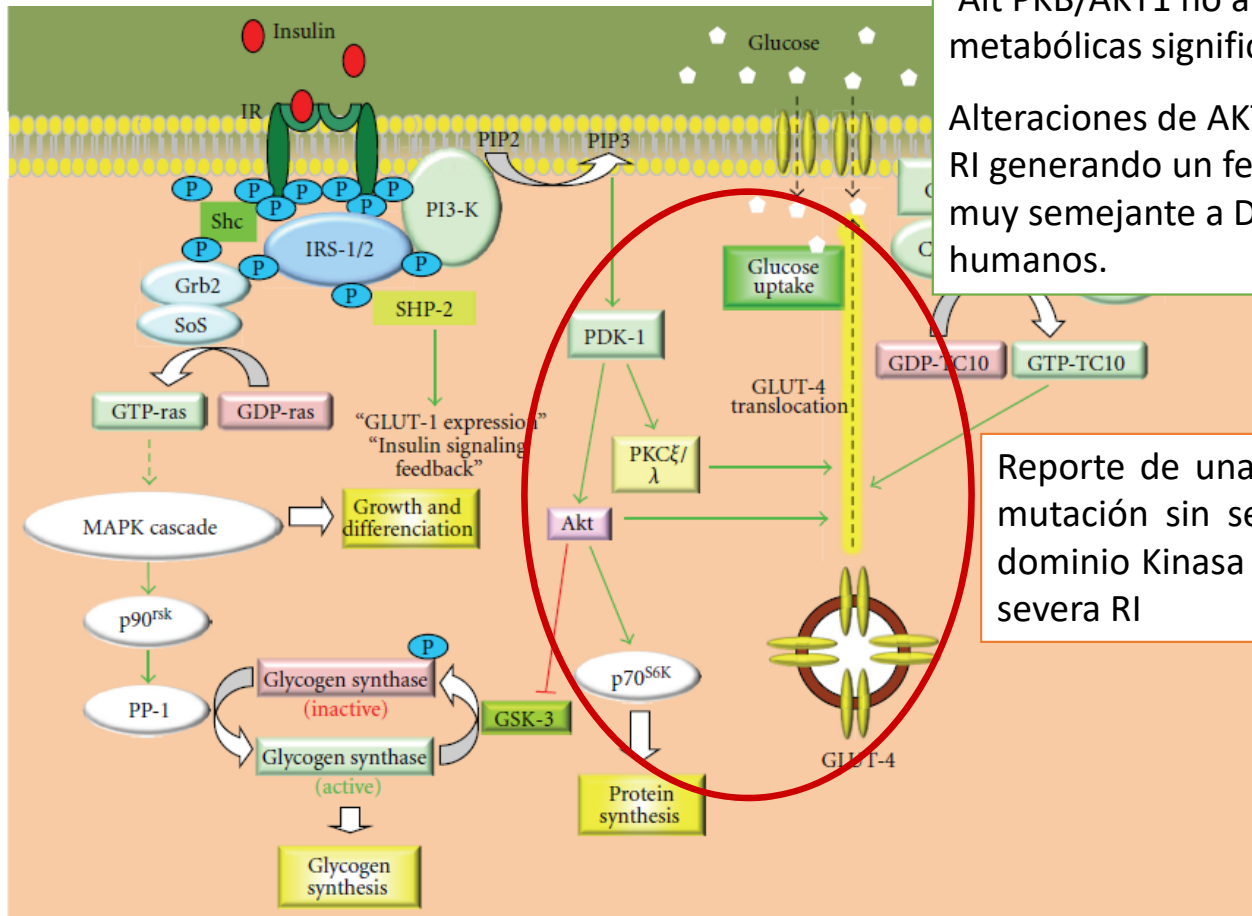 Insulin
IR
P
P
P
P
P
P
P
Shc
P
Grb2
SoS
P
IRS-1/2
P
P
SHP-2
PI3-K
PIP2
PIP3
Glucose
GTP-ras
GDP-ras
"GLUT-1 expression"
"Insulin signaling
feedback"
MAPK cascade
Growth and
differenciation
p90rsk
PP-1
P
Glycogen synthase
(inactive)
Glycogen synthase
(active)
GSK-3
Glycogen
synthesis
PDK-1
PKCξ/
λ
Akt
p70S6K
Protein
synthesis
Glucose
uptake
GLUT-4
translocation
GLUT-4
GDP-TC10
GTP-TC10
C
C
Alt PKB/AKT1 no a
metabólicas signific
Alteraciones de AKT
RI generando un fe
muy semejante a D
humanos.
Reporte de una
mutación sin se
dominio Kinasa
severa RI